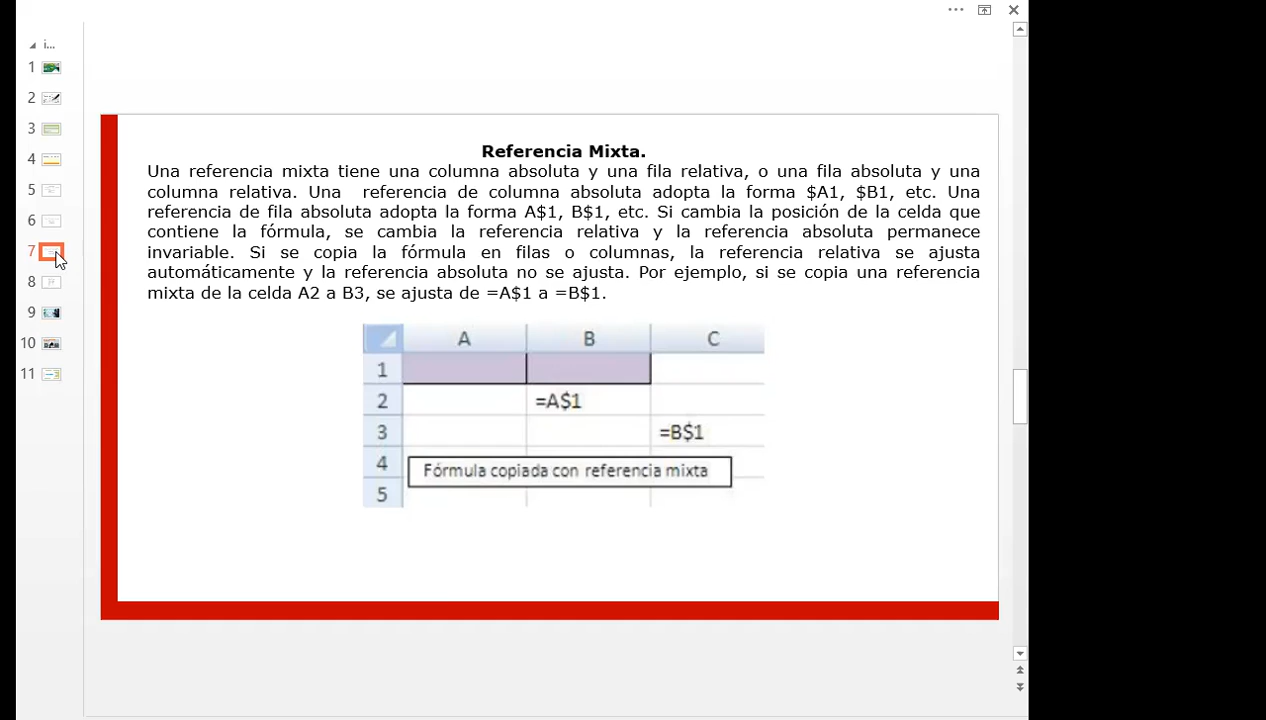 i...
1
2
3
4
5
6
7
8
9
10
11
Referencia Mixta.
Una referencia mixta tiene una columna absoluta y una fila relativa, o una fila absoluta y una
columna relativa. Una referencia de columna absoluta adopta la forma $A1, $B1, etc. Una
referencia de fila absoluta adopta la forma A$1, B$1, etc. Si cambia la posición de la celda que
contiene la fórmula, se cambia la referencia relativa y la referencia absoluta permanece
invariable. Si se copia la fórmula en filas o columnas, la referencia relativa se ajusta
automáticamente y la referencia absoluta no se ajusta. Por ejemplo, si se copia una referencia
mixta de la celda A2 a B3, se ajusta de =A$1 a =B$1.
A B C
1
2 =A$1
3 =B$1
4 Fórmula copiada con referencia mixta
5